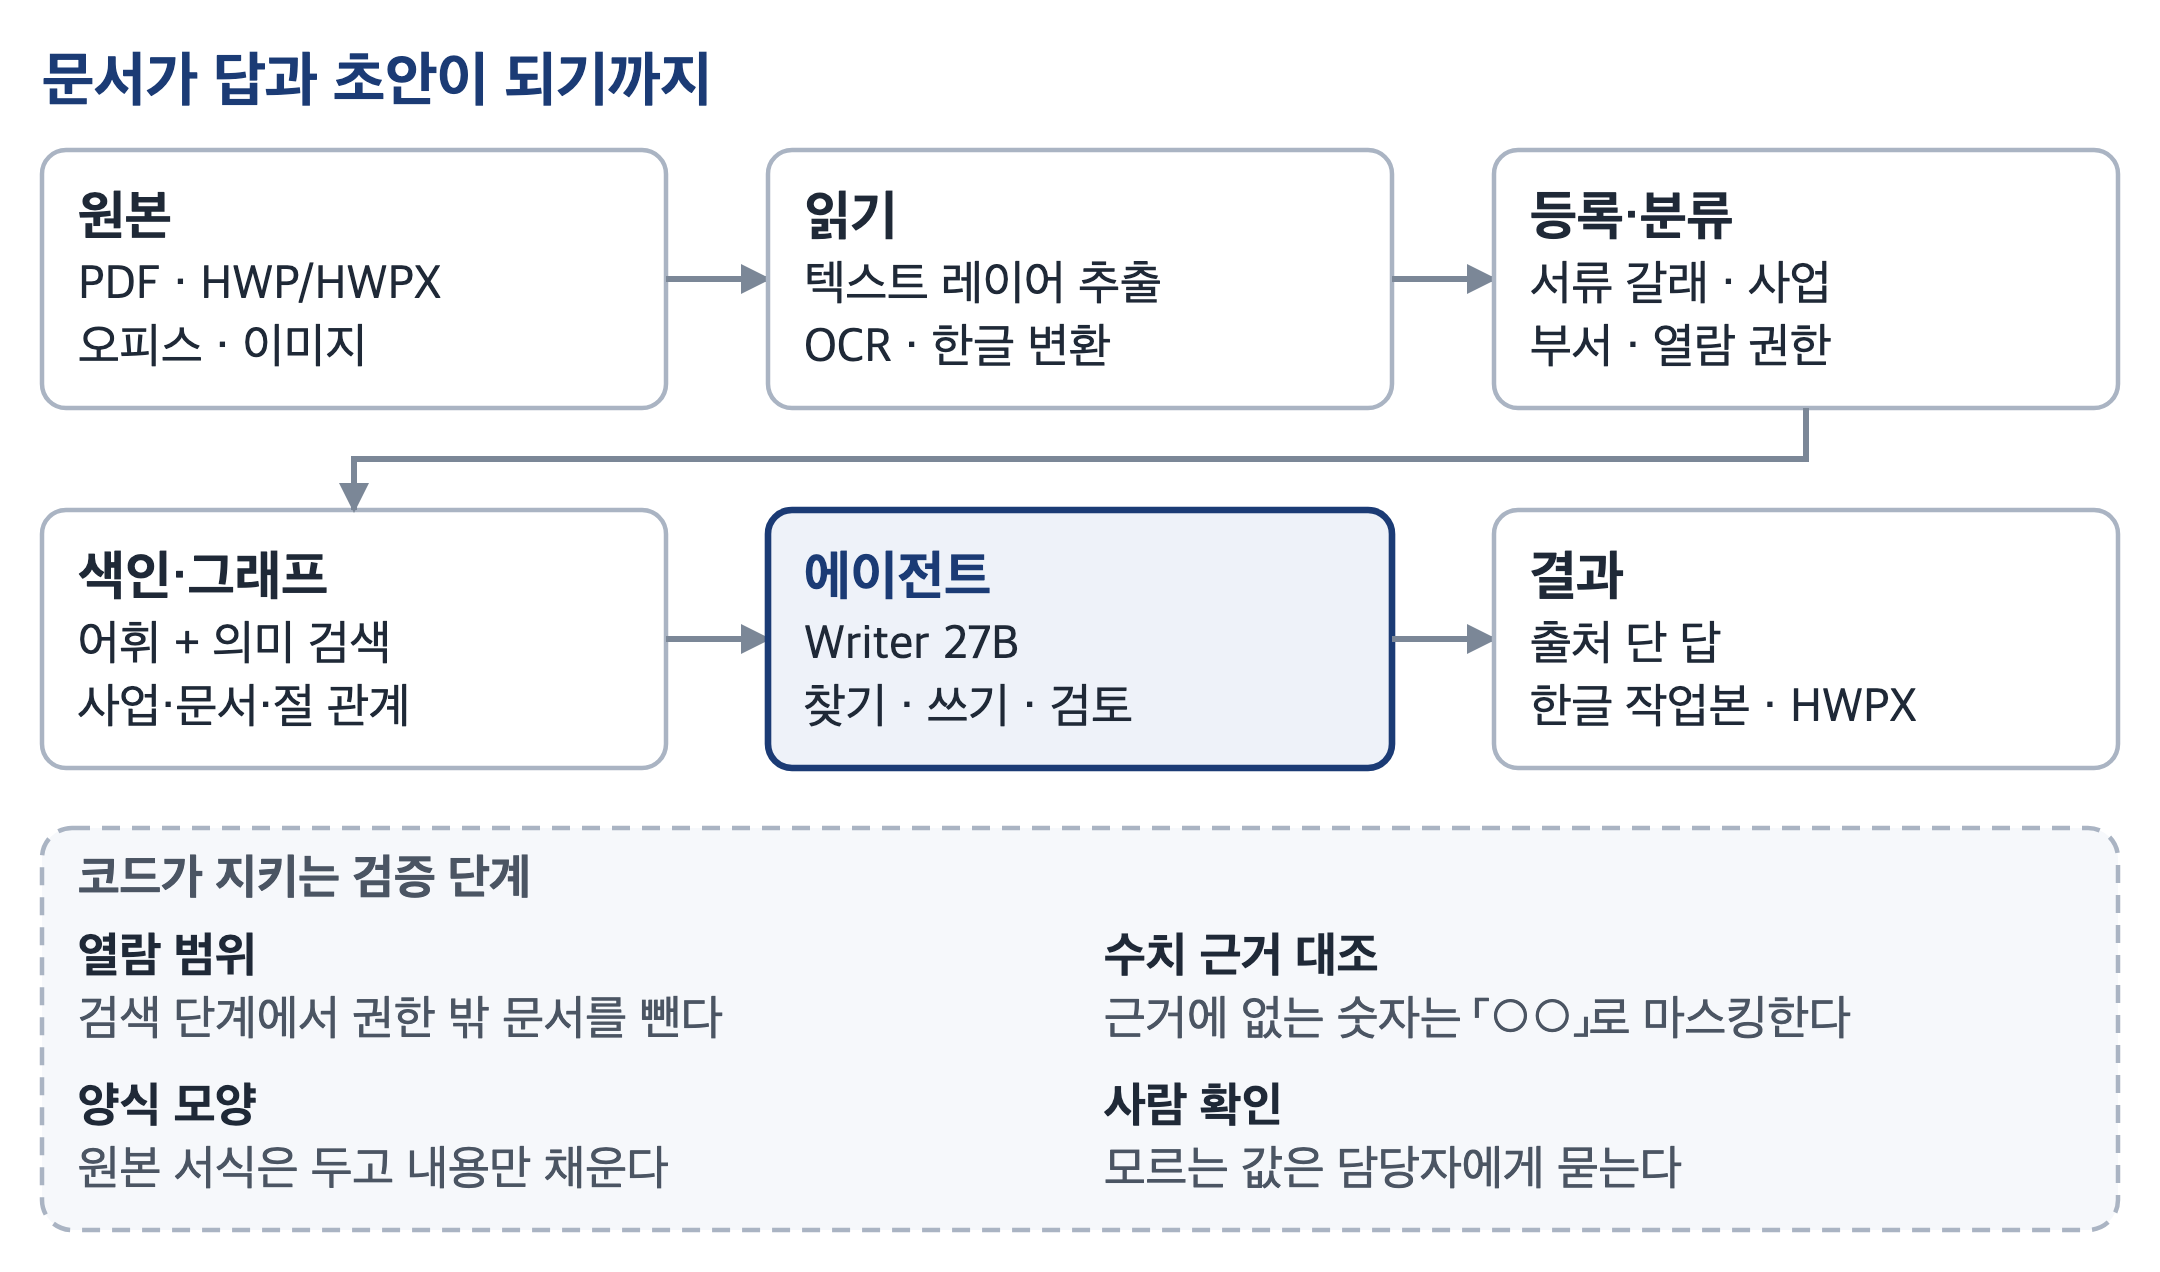 문서가 답과 초안이 되기까지
원본
PDF · HWP/HWPX
오피스 · 이미지
읽기
텍스트 레이어 추출
OCR · 한글 변환
등록·분류
서류 갈래 · 사업
부서 · 열람 권한
색인·그래프
어휘 + 의미 검색
사업·문서·절 관계
에이전트
Writer 27B
찾기 · 쓰기 · 검토
결과
출처 단 답
한글 작업본 · HWPX
코드가 지키는 검증 단계
열람 범위
검색 단계에서 권한 밖 문서를 뺀다
수치 근거 대조
근거에 없는 숫자는 「○○」로 마스킹한다
양식 모양
원본 서식은 두고 내용만 채운다
사람 확인
모르는 값은 담당자에게 묻는다